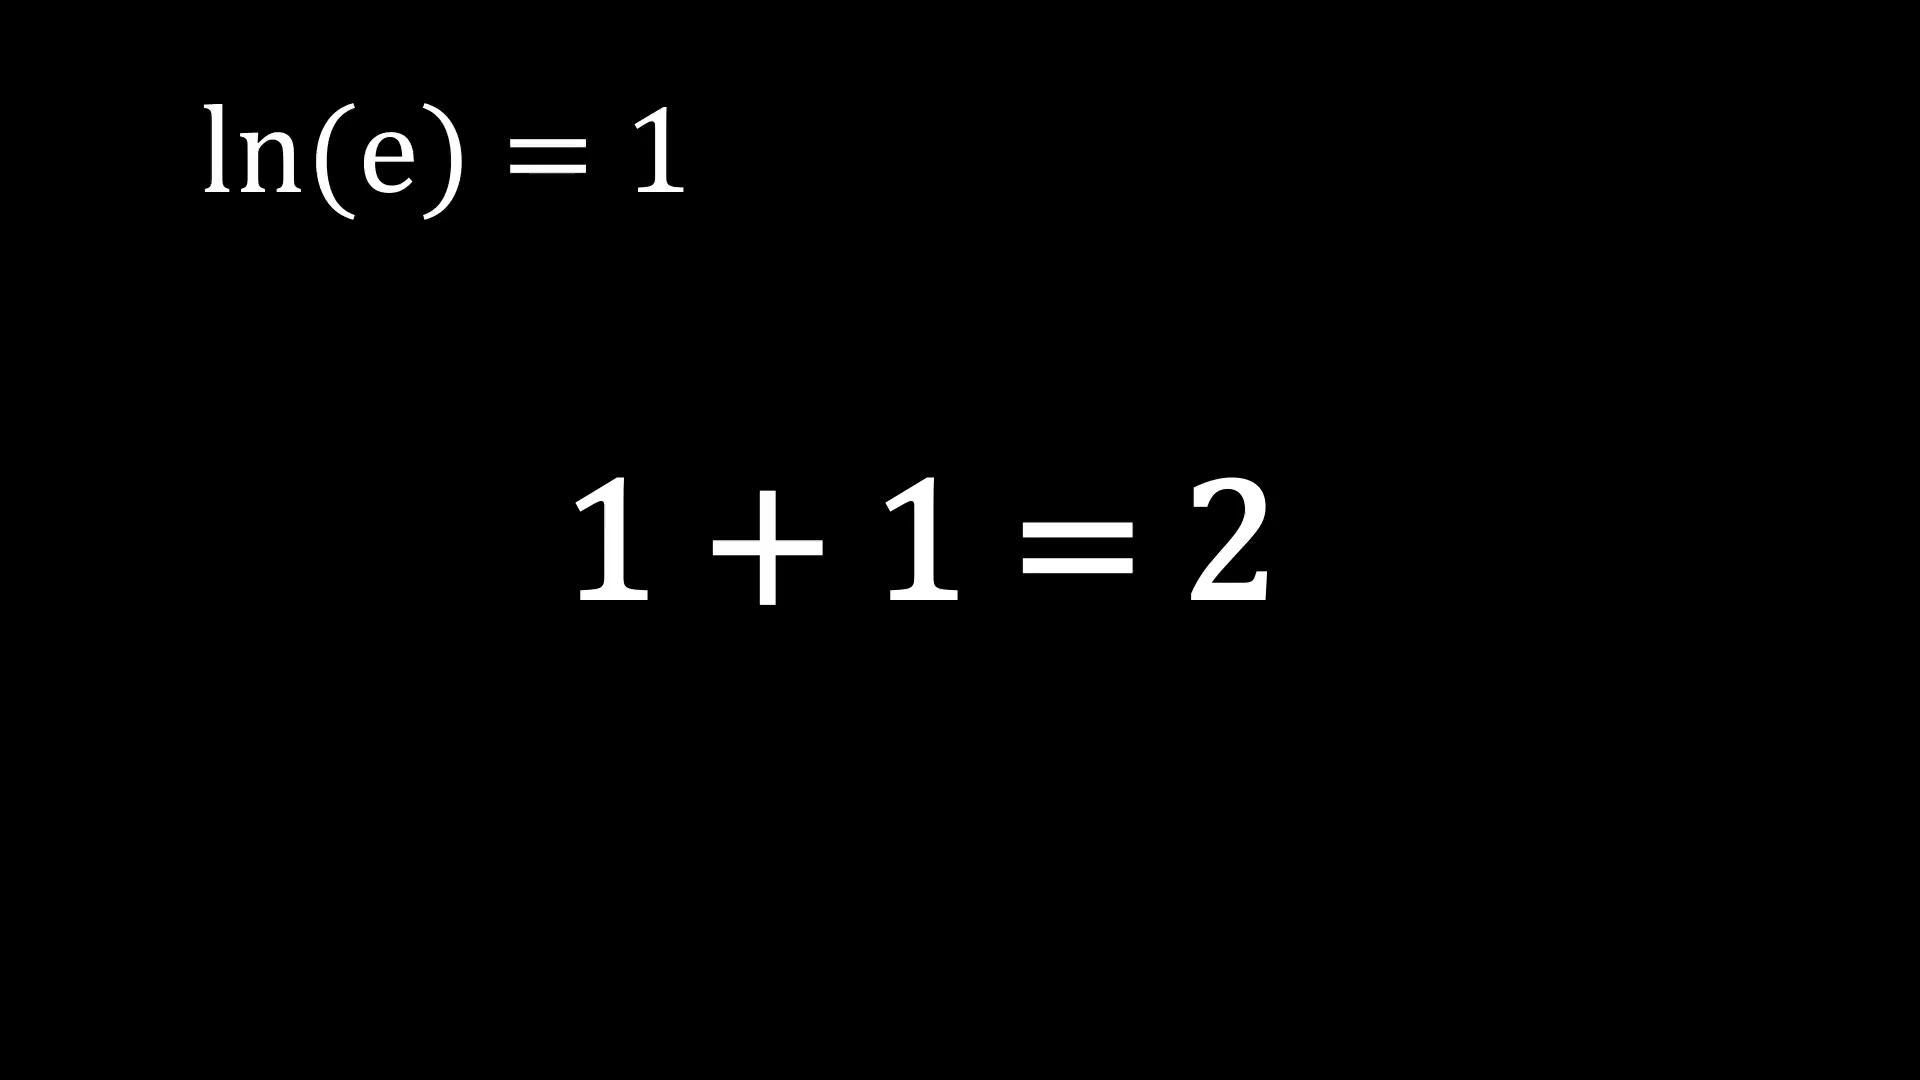 ln(e) = 1
1 + 1 = 2